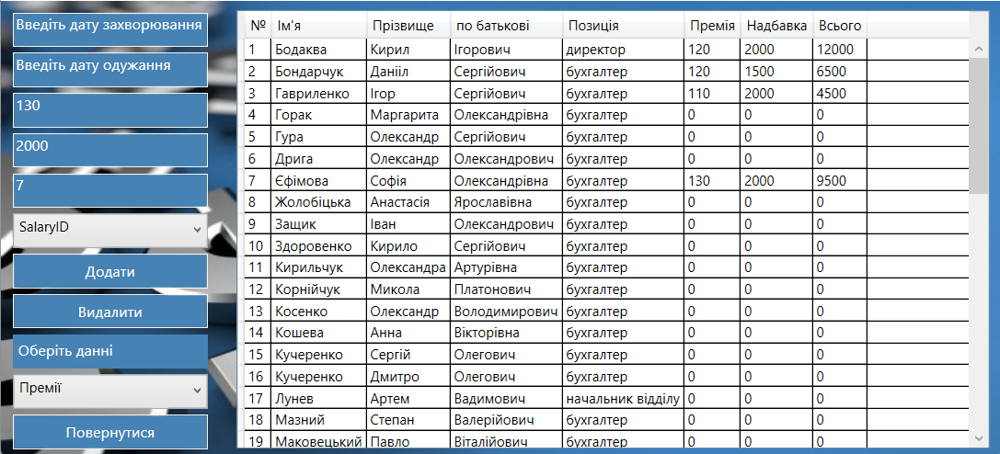 Введіть дату захворювання
Введіть дату одужання
130
2000
7
SalaryID
Додати
Видалити
Оберіть данні
Премії
Повернутися
№ Ім'я Прізвище по батькові Позиція Премія Надбавка Всього
1 Бодаква Кирил Ігорович директор 120 2000 12000
2 Бондарчук Данііл Сергійович бухгалтер 120 1500 6500
3 Гавриленко Ігор Сергійович бухгалтер 110 2000 4500
4 Горак Маргарита Олександрівна бухгалтер 0 0 0
5 Гура Олександр Сергійович бухгалтер 0 0 0
6 Дрига Олександр Олександрович бухгалтер 0 0 0
7 Єфімова Софія Олександрівна бухгалтер 130 2000 9500
8 Жолобіцька Анастасія Ярославівна бухгалтер 0 0 0
9 Защик Іван Олександрович бухгалтер 0 0 0
10 Здоровенко Кирило Сергійович бухгалтер 0 0 0
11 Кирильчук Олександра Артурівна бухгалтер 0 0 0
12 Корнійчук Микола Платонович бухгалтер 0 0 0
13 Косенко Олександр Володимирович бухгалтер 0 0 0
14 Кошева Анна Вікторівна бухгалтер 0 0 0
15 Кучеренко Сергій Олегович бухгалтер 0 0 0
16 Кучеренко Дмитро Олегович бухгалтер 0 0 0
17 Лунев Артем Вадимович начальник відділу 0 0 0
18 Мазний Степан Валерійович бухгалтер 0 0 0
19 Маковецький Павло Віталійович бухгалтер 0 0 0